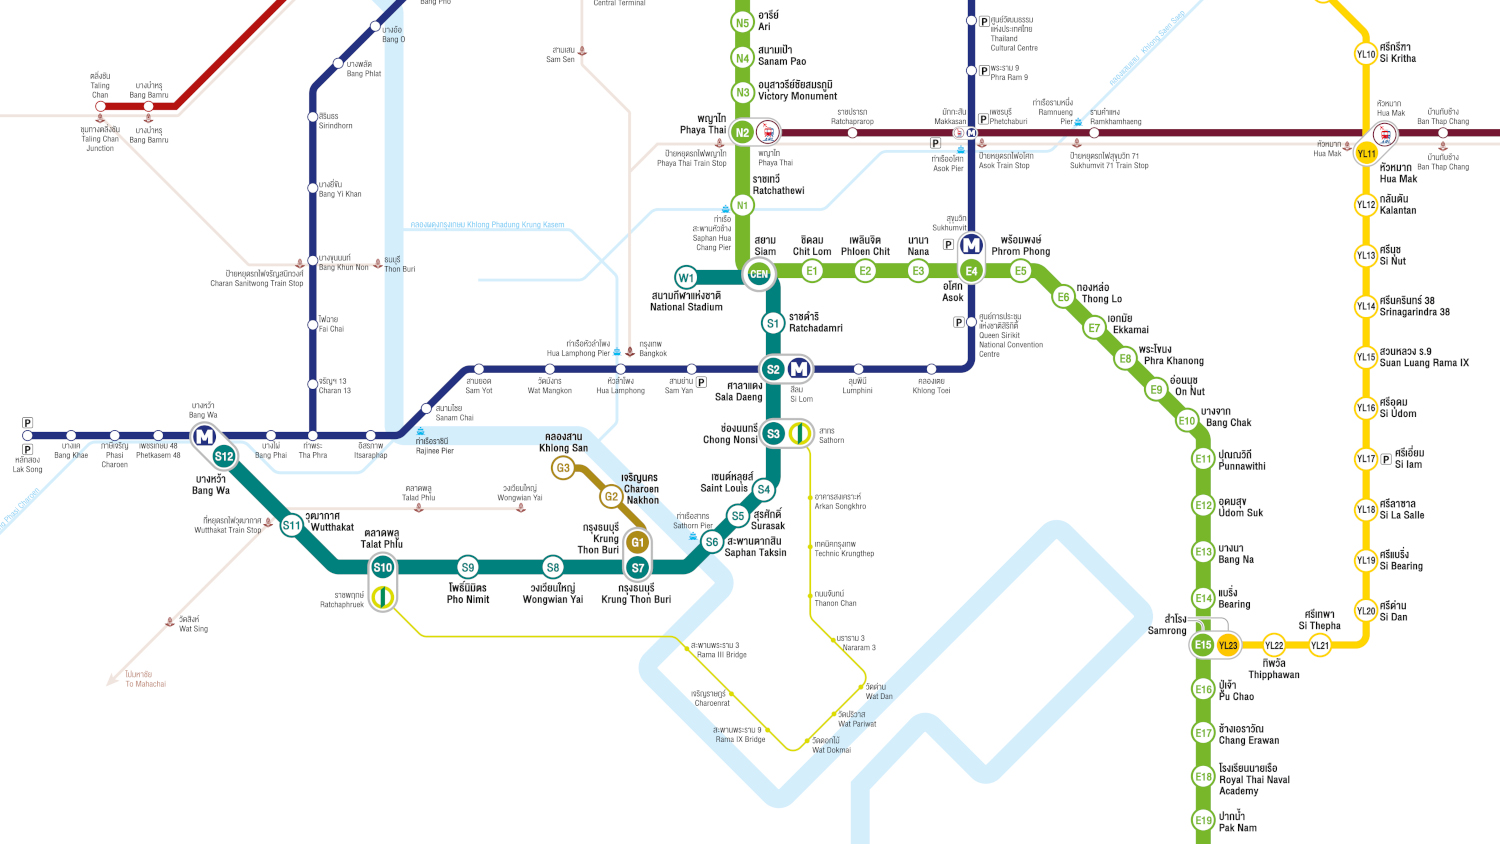 Bang Pho
บางอ้อ
Bang O
บางพลัด
Bang Phlat
สิรินธร
Sirindhorn
บางยี่ขัน
Bang Yi Khan
บางขุนนนท์
Bang Khun Non
ไฟฉาย
Fai Chai
จรัญฯ 13
Charan 13
ตลิ่งชัน
Taling
Chan
บางบำหรุ
Bang Bamru
ชุมทางตลิ่งชัน
Taling Chan
Junction
บางบำหรุ
Bang Bamru
ป้ายหยุดรถไฟจรัญสนิทวงศ์
Charan Sanitwong Train Stop
ธนบุรี
Thon Buri
คลองผดุงกรุงเกษม Khlong Phadung Krung Kasem
Central Terminal
สามเสน
Sam Sen
N5
อารีย์
Ari
N4
สนามเป้า
Sanam Pao
N3
อนุสาวรีย์ชัยสมรภูมิ
Victory Monument
พญาไท
Phaya Thai
N2
ป้ายหยุดรถไฟพญาไท
Phaya Thai Train Stop
พญาไท
Phaya Thai
ราชเทวี
Ratchathewi
N1
ท่าเรือ
สะพานหัวช้าง
Saphan Hua
Chang Pier
ราชปรารภ
Ratchaprarop
มักกะสัน
Makkasan
P
เพชรบุรี
Phetchaburi
P
M
ท่าเรืออโศก
Asok Pier
ป้ายหยุดรถไฟอโศก
Asok Train Stop
P
ศูนย์วัฒนธรรม
แห่งประเทศไทย
Thailand
Cultural Centre
P
พระราม 9
Phra Ram 9
ท่าเรือรามหนึ่ง
Ramnueng
Pier
รามคำแหง
Ramkhamhaeng
ป้ายหยุดรถไฟสุขุมวิท 71
Sukhumvit 71 Train Stop
คลองแสนแสบ Khlong Saen Saep
YL10
ศรีกรีฑา
Si Kritha
หัวหมาก
Hua Mak
หัวหมาก
Hua Mak
YL11
หัวหมาก
Hua Mak
บ้านทับช้าง
Ban Thap Chang
บ้านทับช้าง
Ban Thap Chang
YL12
กลันตัน
Kalantan
YL13
ศรีนุช
Si Nut
YL14
ศรีนครินทร์ 38
Srinagarindra 38
YL15
สวนหลวง ร.9
Suan Luang Rama IX
YL16
ศรีอุดม
Si Udom
YL17
P
ศรีเอี่ยม
Si Iam
YL18
ศรีลาซาล
Si La Salle
YL19
ศรีแบริ่ง
Si Bearing
YL20
ศรีด่าน
Si Dan
ศรีเทพา
Si Thepha
YL21
YL22
ทิพวัล
Thipphawan
YL23
W1
สนามกีฬาแห่งชาติ
National Stadium
สยาม
Siam
CEN
ชิดลม
Chit Lom
E1
เพลินจิต
Phloen Chit
E2
นานา
Nana
E3
สุขุมวิท
Sukhumvit
P
M
E4
อโศก
Asok
พร้อมพงษ์
Phrom Phong
E5
E6
ทองหล่อ
Thong Lo
E7
เอกมัย
Ekkamai
E8
พระโขนง
Phra Khanong
E9
อ่อนนุช
On Nut
E10
บางจาก
Bang Chak
E11
ปุณณวิถี
Punnawithi
E12
อุดมสุข
Udom Suk
E13
บางนา
Bang Na
E14
แบริ่ง
Bearing
สำโรง
Samrong
E15
E16
ปู่เจ้า
Pu Chao
E17
ช้างเอราวัณ
Chang Erawan
E18
โรงเรียนนายเรือ
Royal Thai Naval
Academy
E19
ปากน้ำ
Pak Nam
P
ศูนย์การประชุม
แห่งชาติสิริกิติ์
Queen Sirikit
National Convention
Centre
คลองเตย
Khlong Toei
ลุมพินี
Lumphini
S1
ราชดำริ
Ratchadamri
S2
M
ศาลาแดง
Sala Daeng
สีลม
Si Lom
สามย่าน
Sam Yan
P
ท่าเรือหัวลำโพง
Hua Lamphong Pier
กรุงเทพ
Bangkok
หัวลำโพง
Hua Lamphong
วัดมังกร
Wat Mangkon
สามยอด
Sam Yot
สนามไชย
Sanam Chai
ท่าเรือราชินี
Rajinee Pier
อิสรภาพ
Itsaraphap
ท่าพระ
Tha Phra
บางไผ่
Bang Phai
บางหว้า
Bang Wa
M
S12
บางหว้า
Bang Wa
เพชรเกษม 48
Phetkasem 48
ภาษีเจริญ
Phasi
Charoen
บางแค
Bang Khae
P
P
หลักสอง
Lak Song
Phasi Charoen
S3
ช่องนนทรี
Chong Nonsi
สาทร
Sathorn
S4
เซนต์หลุยส์
Saint Louis
S5
สุรศักดิ์
Surasak
S6
สะพานตากสิน
Saphan Taksin
ท่าเรือสาทร
Sathorn Pier
คลองสาน
Khlong San
G3
G2
เจริญนคร
Charoen
Nakhon
กรุงธนบุรี
Krung
Thon Buri
G1
S7
กรุงธนบุรี
Krung Thon Buri
S8
วงเวียนใหญ่
Wongwian Yai
S9
โพธิ์นิมิตร
Pho Nimit
ตลาดพลู
Talat Phlu
S10
ราชพฤกษ์
Ratchaphruek
S11
วุฒากาศ
Wutthakat
ที่หยุดรถไฟวุฒากาศ
Wutthakat Train Stop
ตลาดพลู
Talad Phlu
วงเวียนใหญ่
Wongwian Yai
วัดสิงห์
Wat Sing
ไปมหาชัย
To Mahachai
อาคารสงเคราะห์
Arkan Songkhro
เทคนิคกรุงเทพ
Technic Krungthep
ถนนจันทน์
Thanon Chan
นราราม 3
Nararam 3
วัดด่าน
Wat Dan
วัดปริวาส
Wat Pariwat
วัดดอกไม้
Wat Dokmai
สะพานพระราม 9
Rama IX Bridge
เจริญราษฎร์
Charoenrat
สะพานพระราม 3
Rama III Bridge